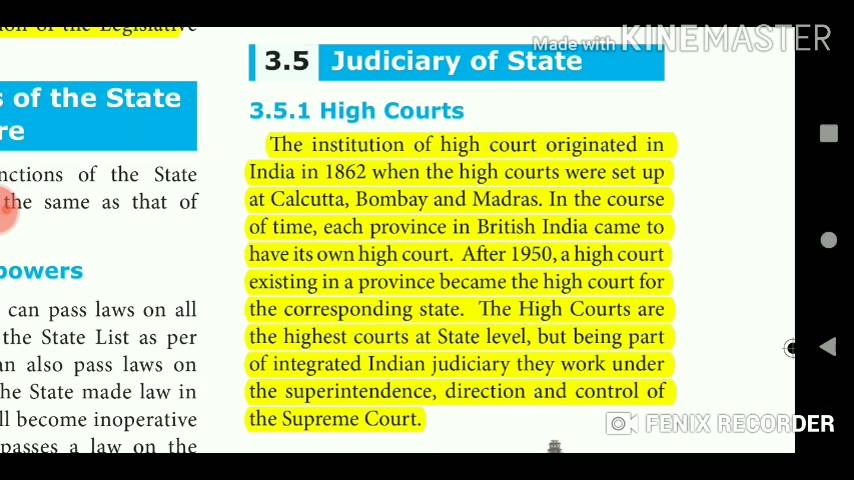 on of the Legislative
s of the State
re
nctions of the State
the same as that of
powers
can pass laws on all
the State List as per
an also pass laws on
he State made law in
ll become inoperative
passes a law on the
Made with KINEMASTER
3.5 Judiciary of State
3.5.1 High Courts
The institution of high court originated in
India in 1862 when the high courts were set up
at Calcutta, Bombay and Madras. In the course
of time, each province in British India came to
have its own high court. After 1950, a high court
existing in a province became the high court for
the corresponding state. The High Courts are
the highest courts at State level, but being part
of integrated Indian judiciary they work under
the superintendence, direction and control of
the Supreme Court.
FENIX RECORDER